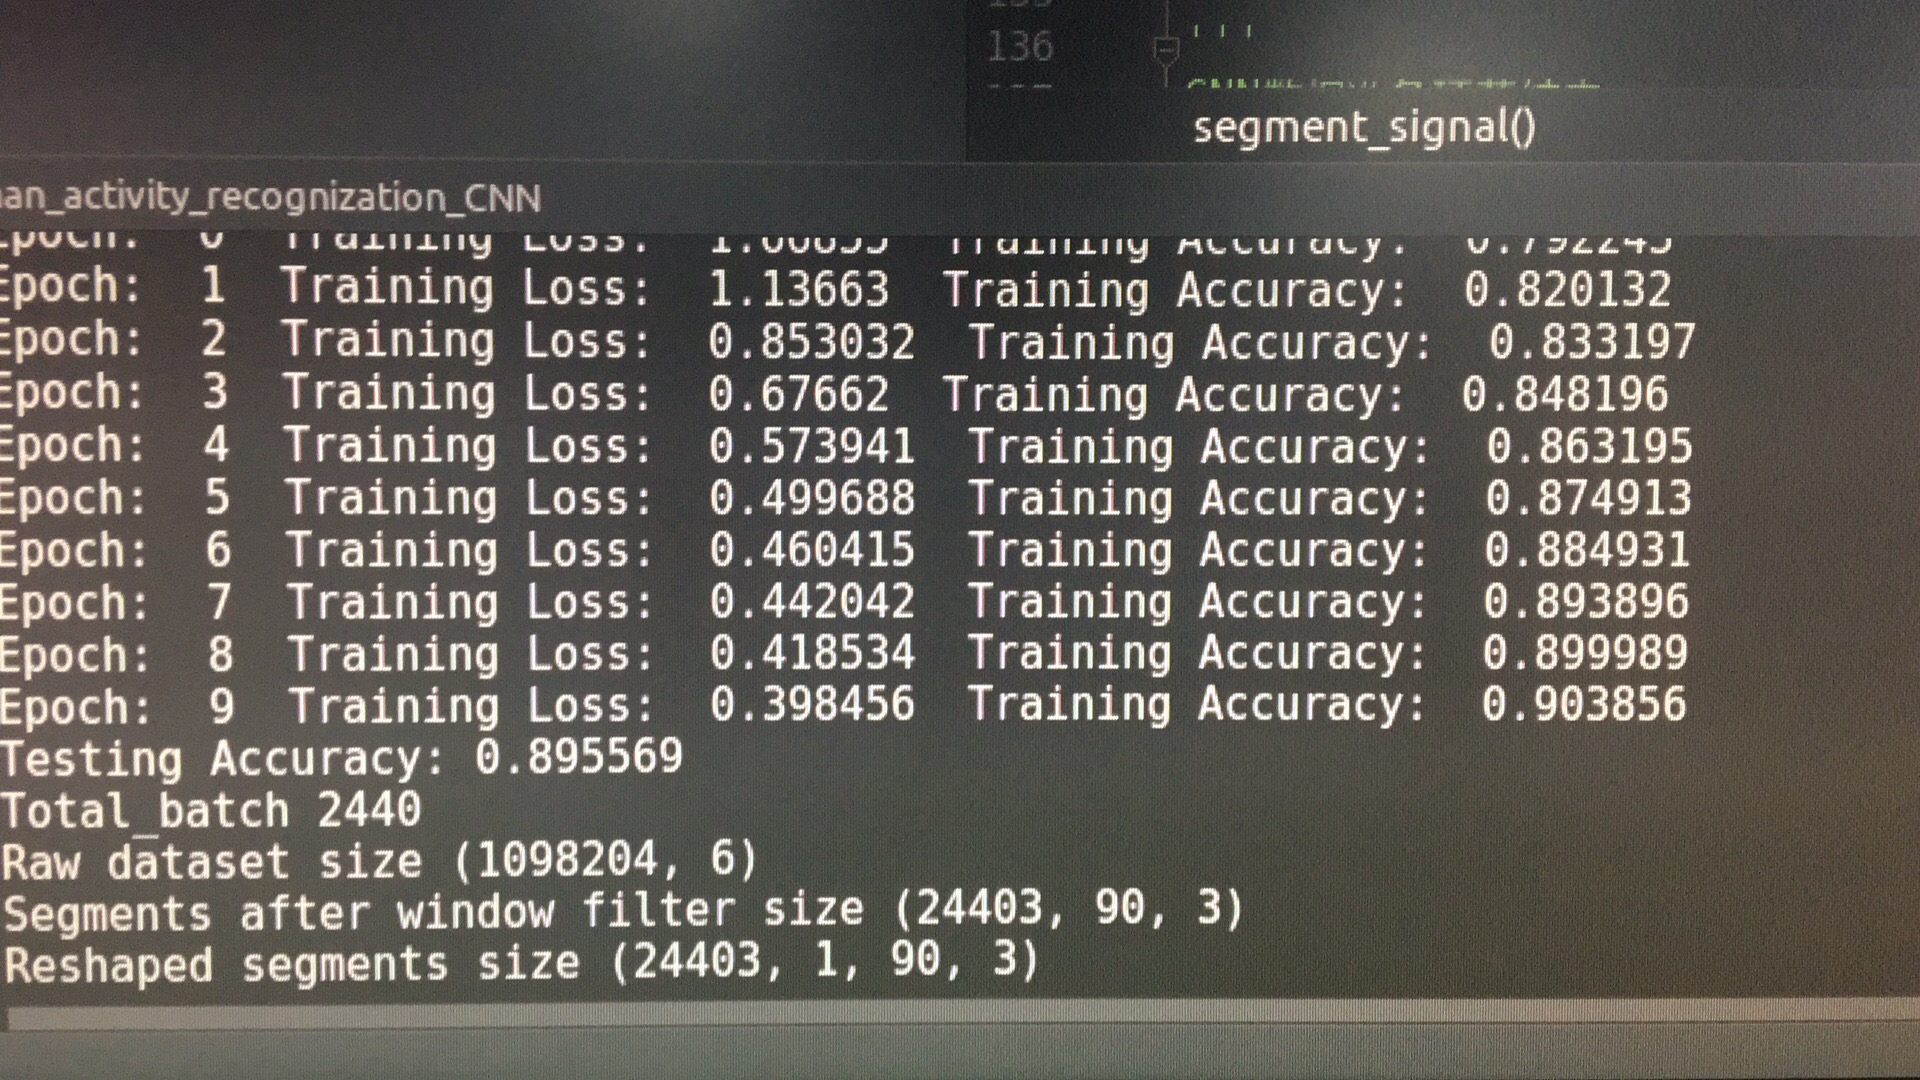 136
segment_signal()
an_activity_recognization_CNN
Epoch: 0 Training Loss: Training Accuracy:
Epoch: 1 Training Loss: 1.13663 Training Accuracy: 0.820132
Epoch: 2 Training Loss: 0.853032 Training Accuracy: 0.833197
Epoch: 3 Training Loss: 0.67662 Training Accuracy: 0.848196
Epoch: 4 Training Loss: 0.573941 Training Accuracy: 0.863195
Epoch: 5 Training Loss: 0.499688 Training Accuracy: 0.874913
Epoch: 6 Training Loss: 0.460415 Training Accuracy: 0.884931
Epoch: 7 Training Loss: 0.442042 Training Accuracy: 0.893896
Epoch: 8 Training Loss: 0.418534 Training Accuracy: 0.899989
Epoch: 9 Training Loss: 0.398456 Training Accuracy: 0.903856
Testing Accuracy: 0.895569
Total_batch 2440
Raw dataset size (1098204, 6)
Segments after window filter size (24403, 90, 3)
Reshaped segments size (24403, 1, 90, 3)